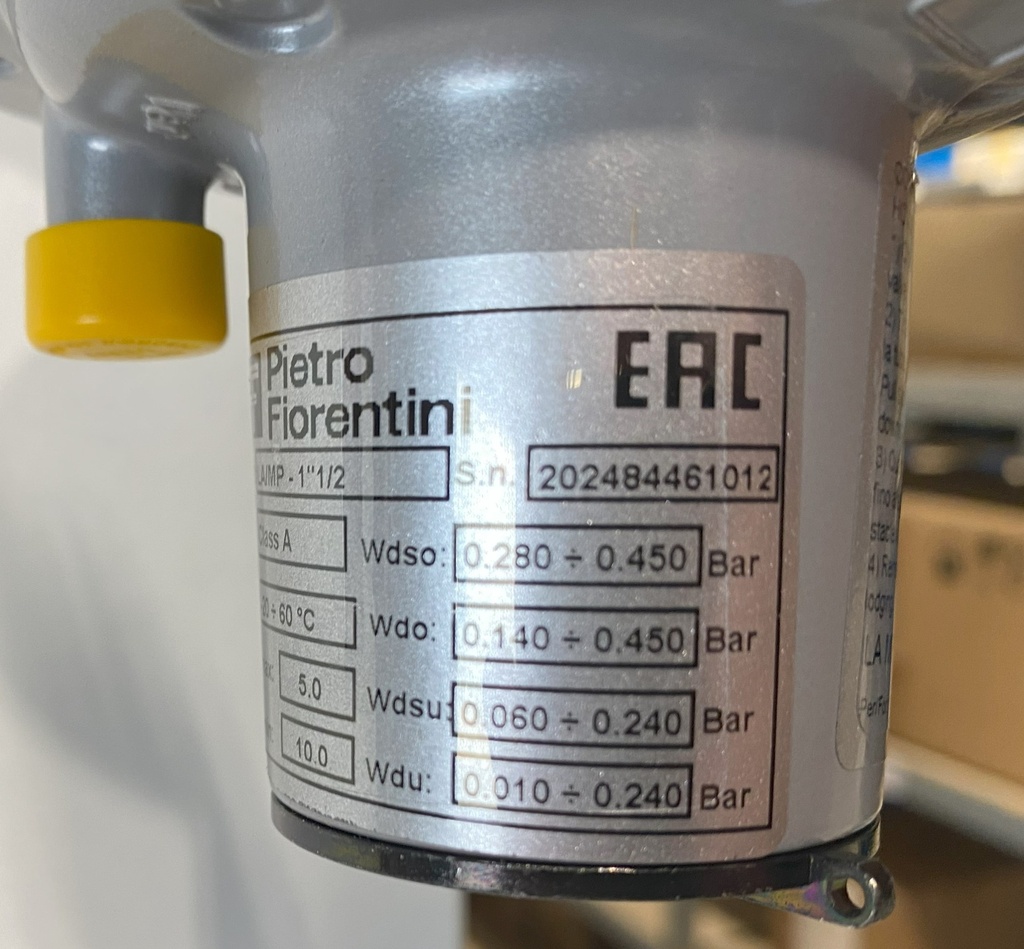 Pietro
Fiorentini
EAC
LA/MP - 1"1/2
S.n. 202484461012
Class A
Wdso: 0.280 ÷ 0.450 Bar
÷ 60 °C
Wdo: 0.140 ÷ 0.450 Bar
5.0
Wdsu: 0.060 ÷ 0.240 Bar
10.0
Wdu: 0.010 ÷ 0.240 Bar